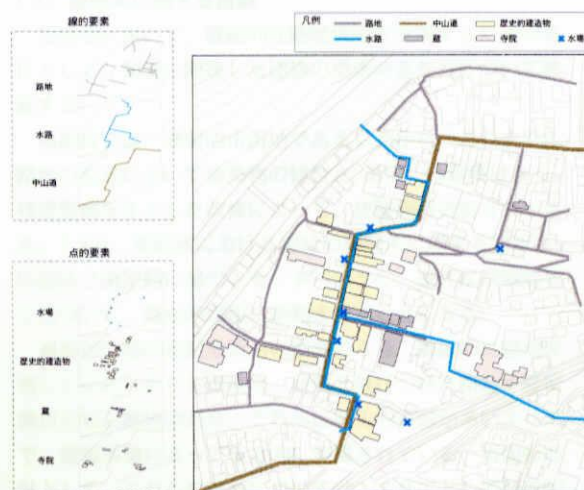 線的要素
路地
水路
中山道
点的要素
水場
歴史的建造物
蔵
寺院
凡例
路地 中山道 歴史的建造物
水路 蔵 寺院 水場